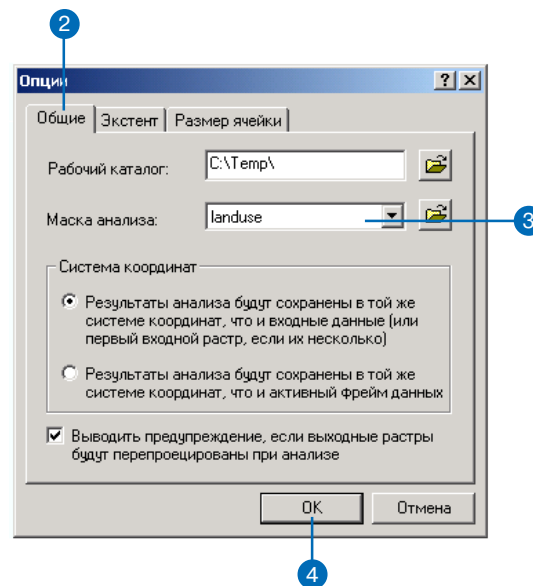 2
Опции
Общие Экстент Размер ячейки
Рабочий каталог: C:\Temp\
Маска анализа: landuse
3
Система координат
Результаты анализа будут сохранены в той же
системе координат, что и входные данные (или
первый входной растр, если их несколько)
Результаты анализа будут сохранены в той же
системе координат, что и активный фрейм данных
Выводить предупреждение, если выходные растры
будут перепроецированы при анализе
OK Отмена
4